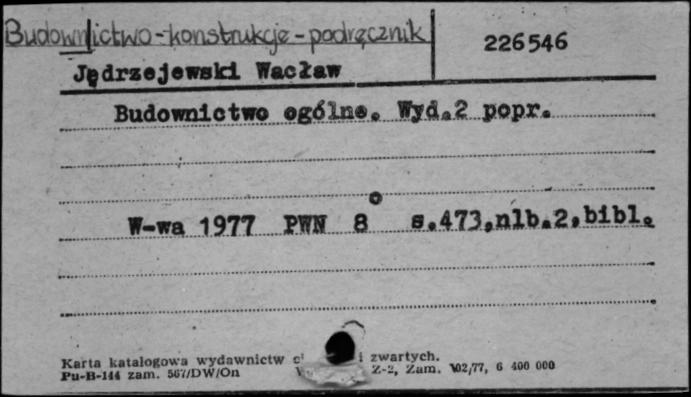 Budownictwo-konstrukcje-podręcznik
226546
Jędrzejewski Wacław
Budownictwo ogólne. Wyd.2 popr.
W-wa 1977 PWN 8° s.473,nlb.2,bibl.
Karta katalogowa wydawnictw i zwartych.
Pu-B-144 zam. 567/DW/On Z-2, Zam. 102/77, 6 400 000